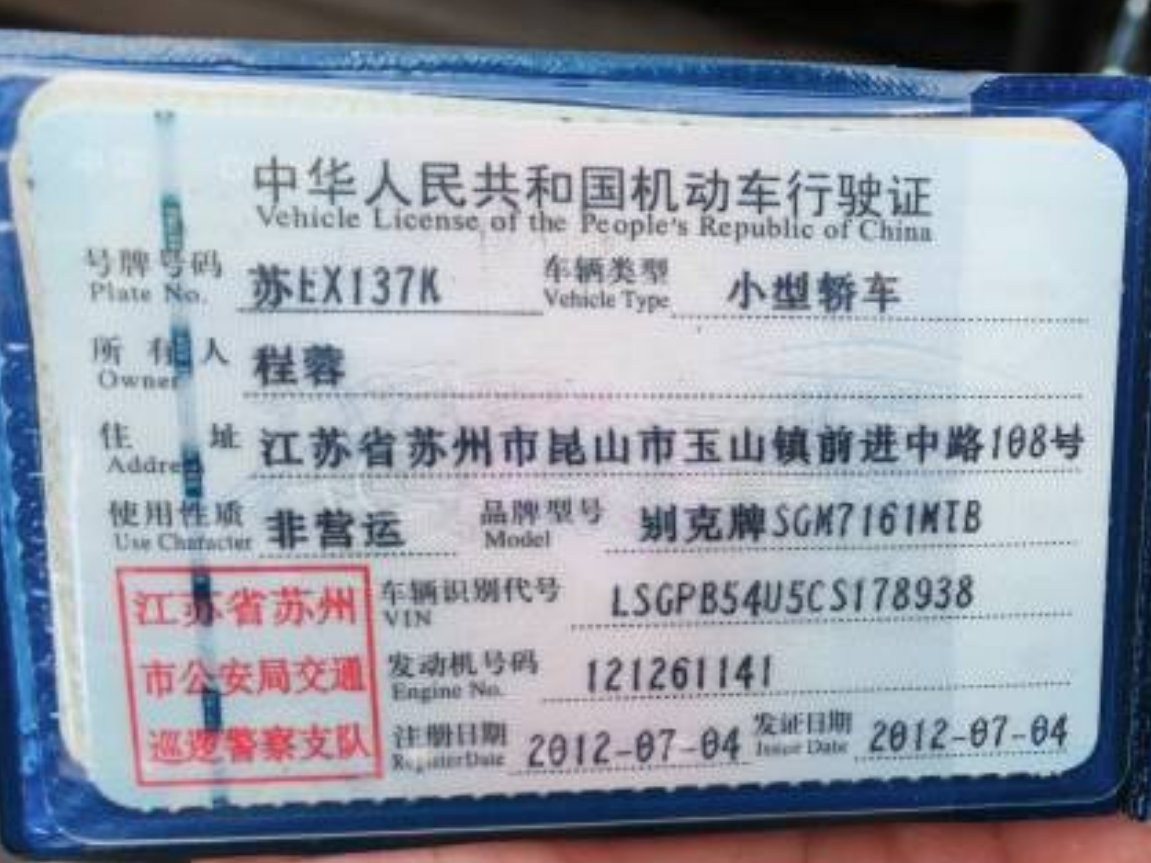 中华人民共和国机动车行驶证
Vehicle License of the People's Republic of China
号牌号码 苏EX137K 车辆类型 小型轿车
Plate No. Vehicle Type
所有人 程蓉
Owner
住址 江苏省苏州市昆山市玉山镇前进中路108号
Address
使用性质 非营运 品牌型号 别克牌SGM7161MTB
Use Character Model
车辆识别代号 LSGPB54U5CS178938
VIN
发动机号码 121261141
Engine No.
注册日期 2012-07-04 发证日期 2012-07-04
Register Date Issue Date
江苏省苏州
市公安局交通
巡逻警察支队